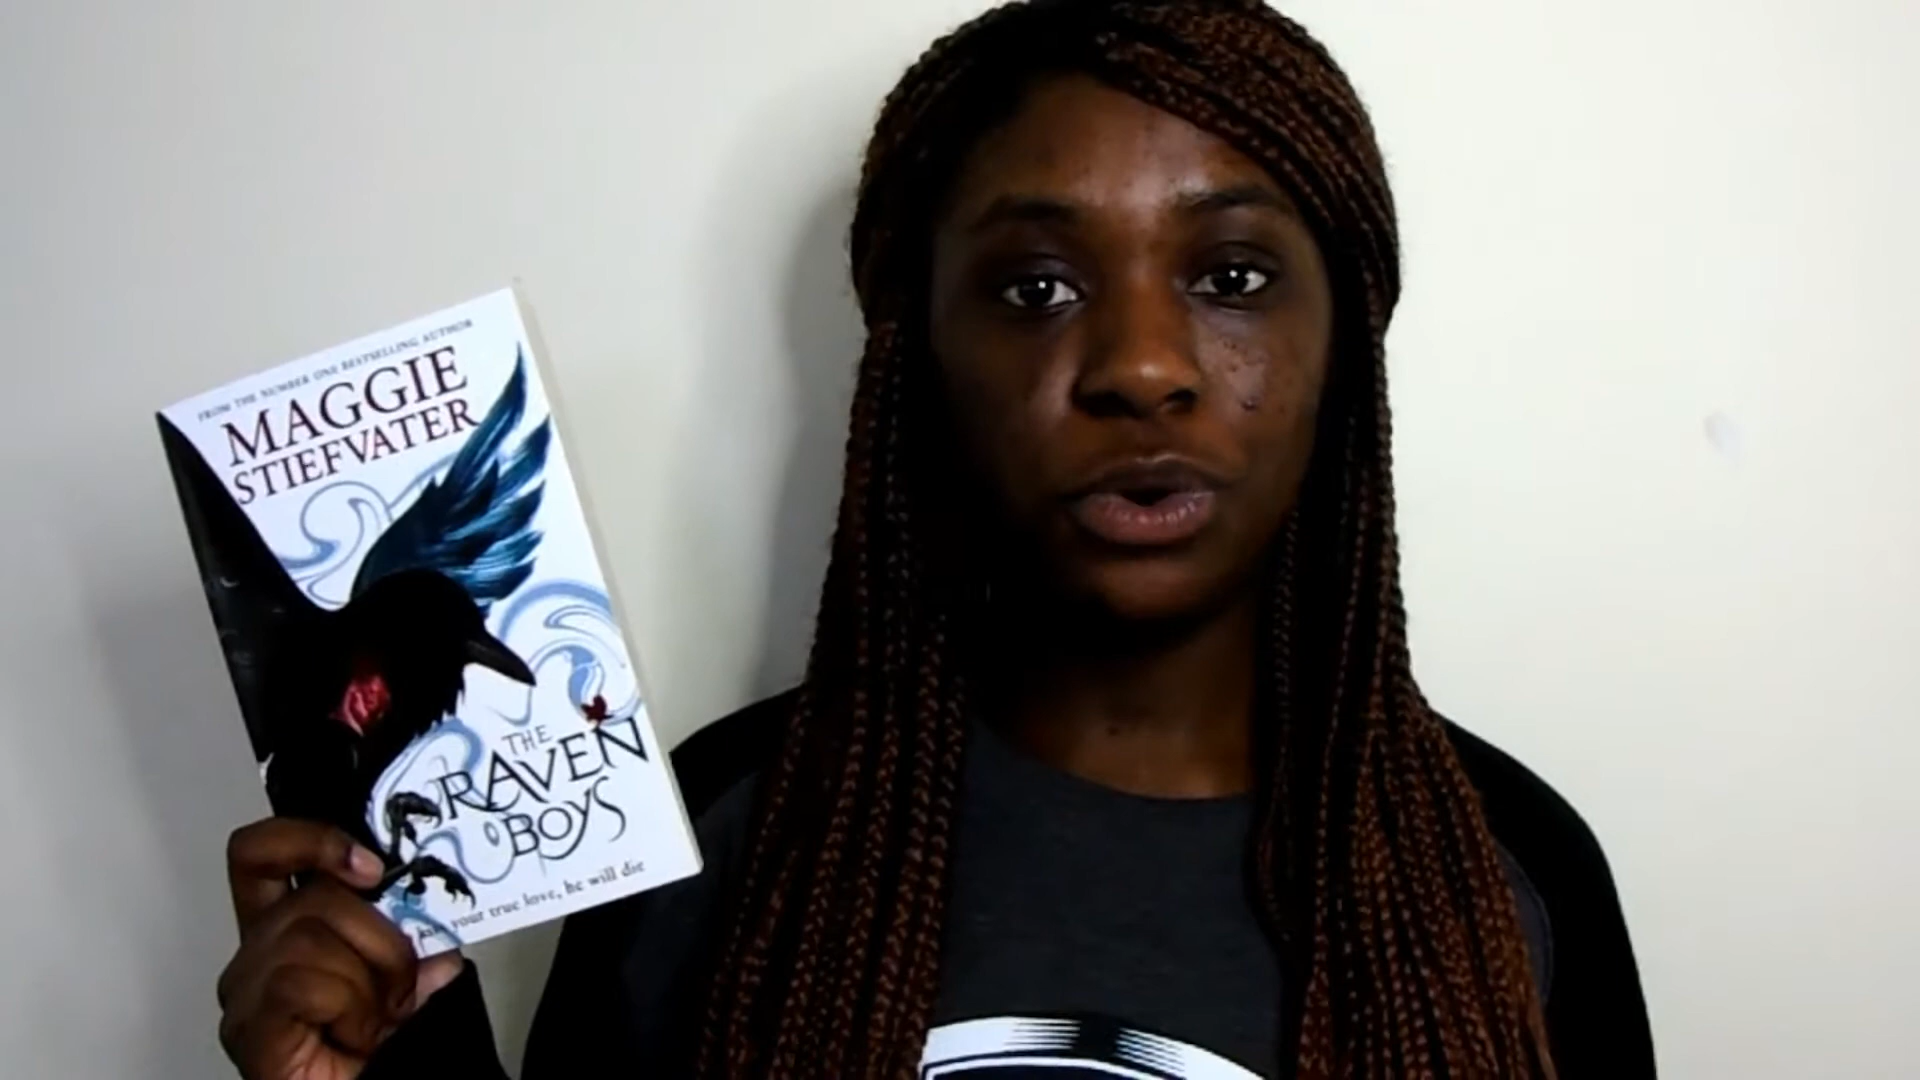 FROM THE NUMBER ONE BESTSELLING AUTHOR
MAGGIE
STIEFVATER
THE
RAVEN
BOYS
your true love, he will die